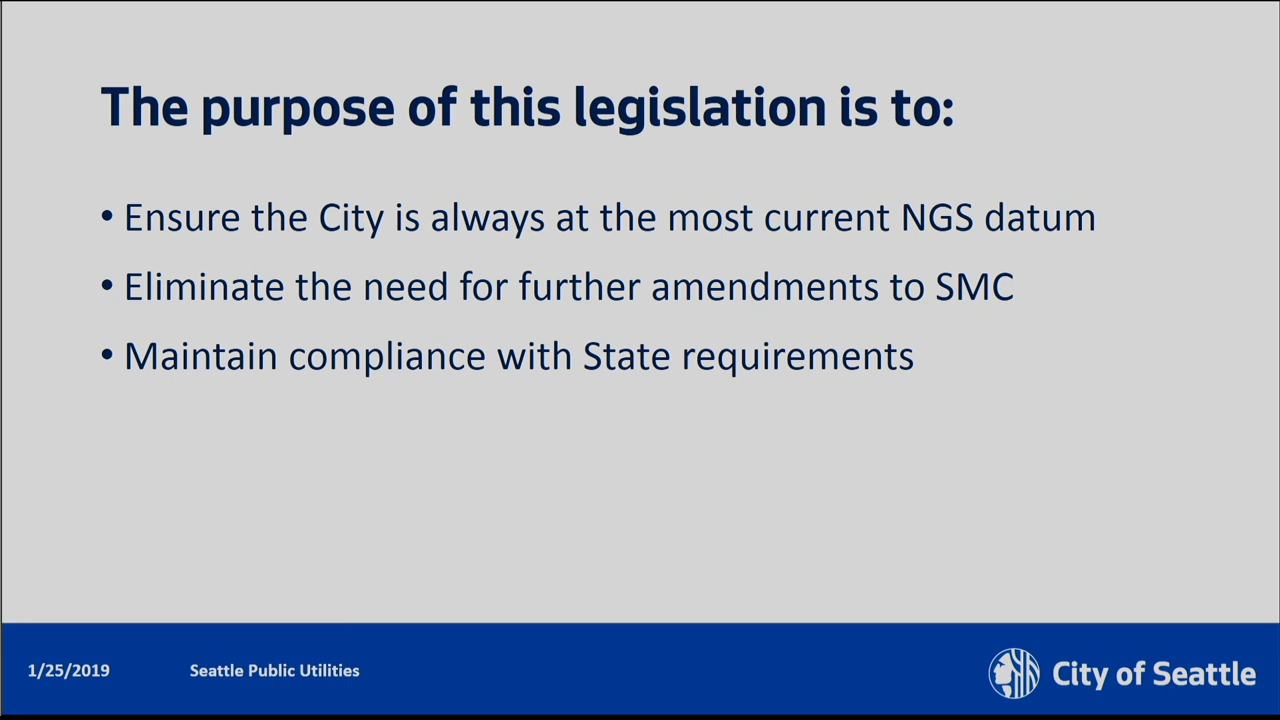 The purpose of this legislation is to:
• Ensure the City is always at the most current NGS datum
• Eliminate the need for further amendments to SMC
• Maintain compliance with State requirements
1/25/2019
Seattle Public Utilities
City of Seattle